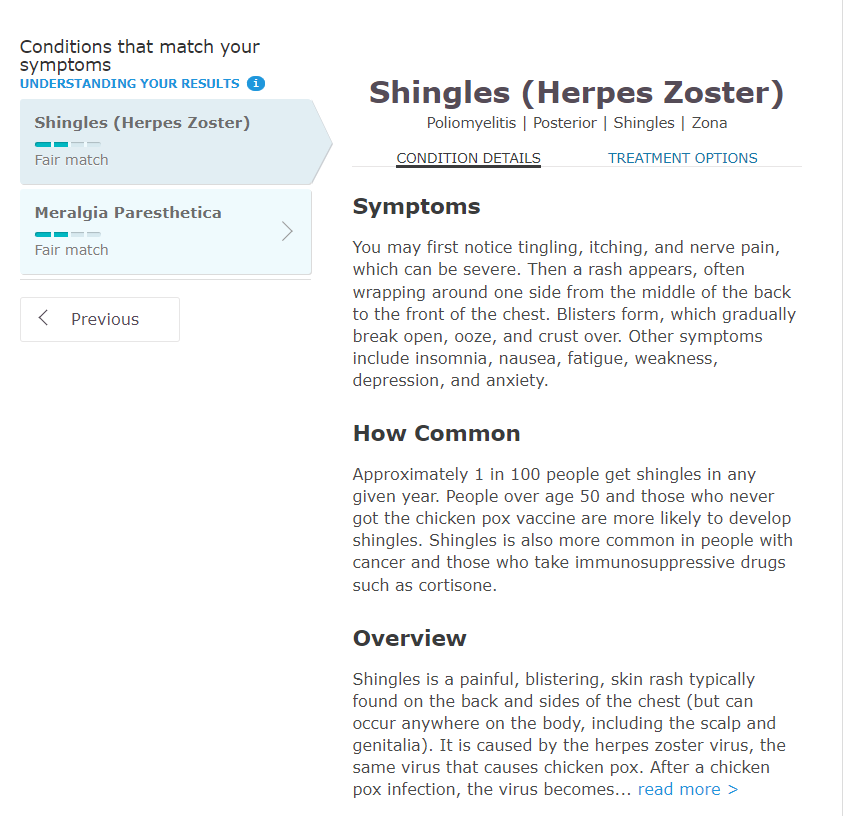 Conditions that match your
symptoms
UNDERSTANDING YOUR RESULTS i
Shingles (Herpes Zoster)
Fair match
Meralgia Paresthetica
Fair match
Previous
Shingles (Herpes Zoster)
Poliomyelitis | Posterior | Shingles | Zona
CONDITION DETAILS TREATMENT OPTIONS
Symptoms
You may first notice tingling, itching, and nerve pain,
which can be severe. Then a rash appears, often
wrapping around one side from the middle of the back
to the front of the chest. Blisters form, which gradually
break open, ooze, and crust over. Other symptoms
include insomnia, nausea, fatigue, weakness,
depression, and anxiety.
How Common
Approximately 1 in 100 people get shingles in any
given year. People over age 50 and those who never
got the chicken pox vaccine are more likely to develop
shingles. Shingles is also more common in people with
cancer and those who take immunosuppressive drugs
such as cortisone.
Overview
Shingles is a painful, blistering, skin rash typically
found on the back and sides of the chest (but can
occur anywhere on the body, including the scalp and
genitalia). It is caused by the herpes zoster virus, the
same virus that causes chicken pox. After a chicken
pox infection, the virus becomes... read more >